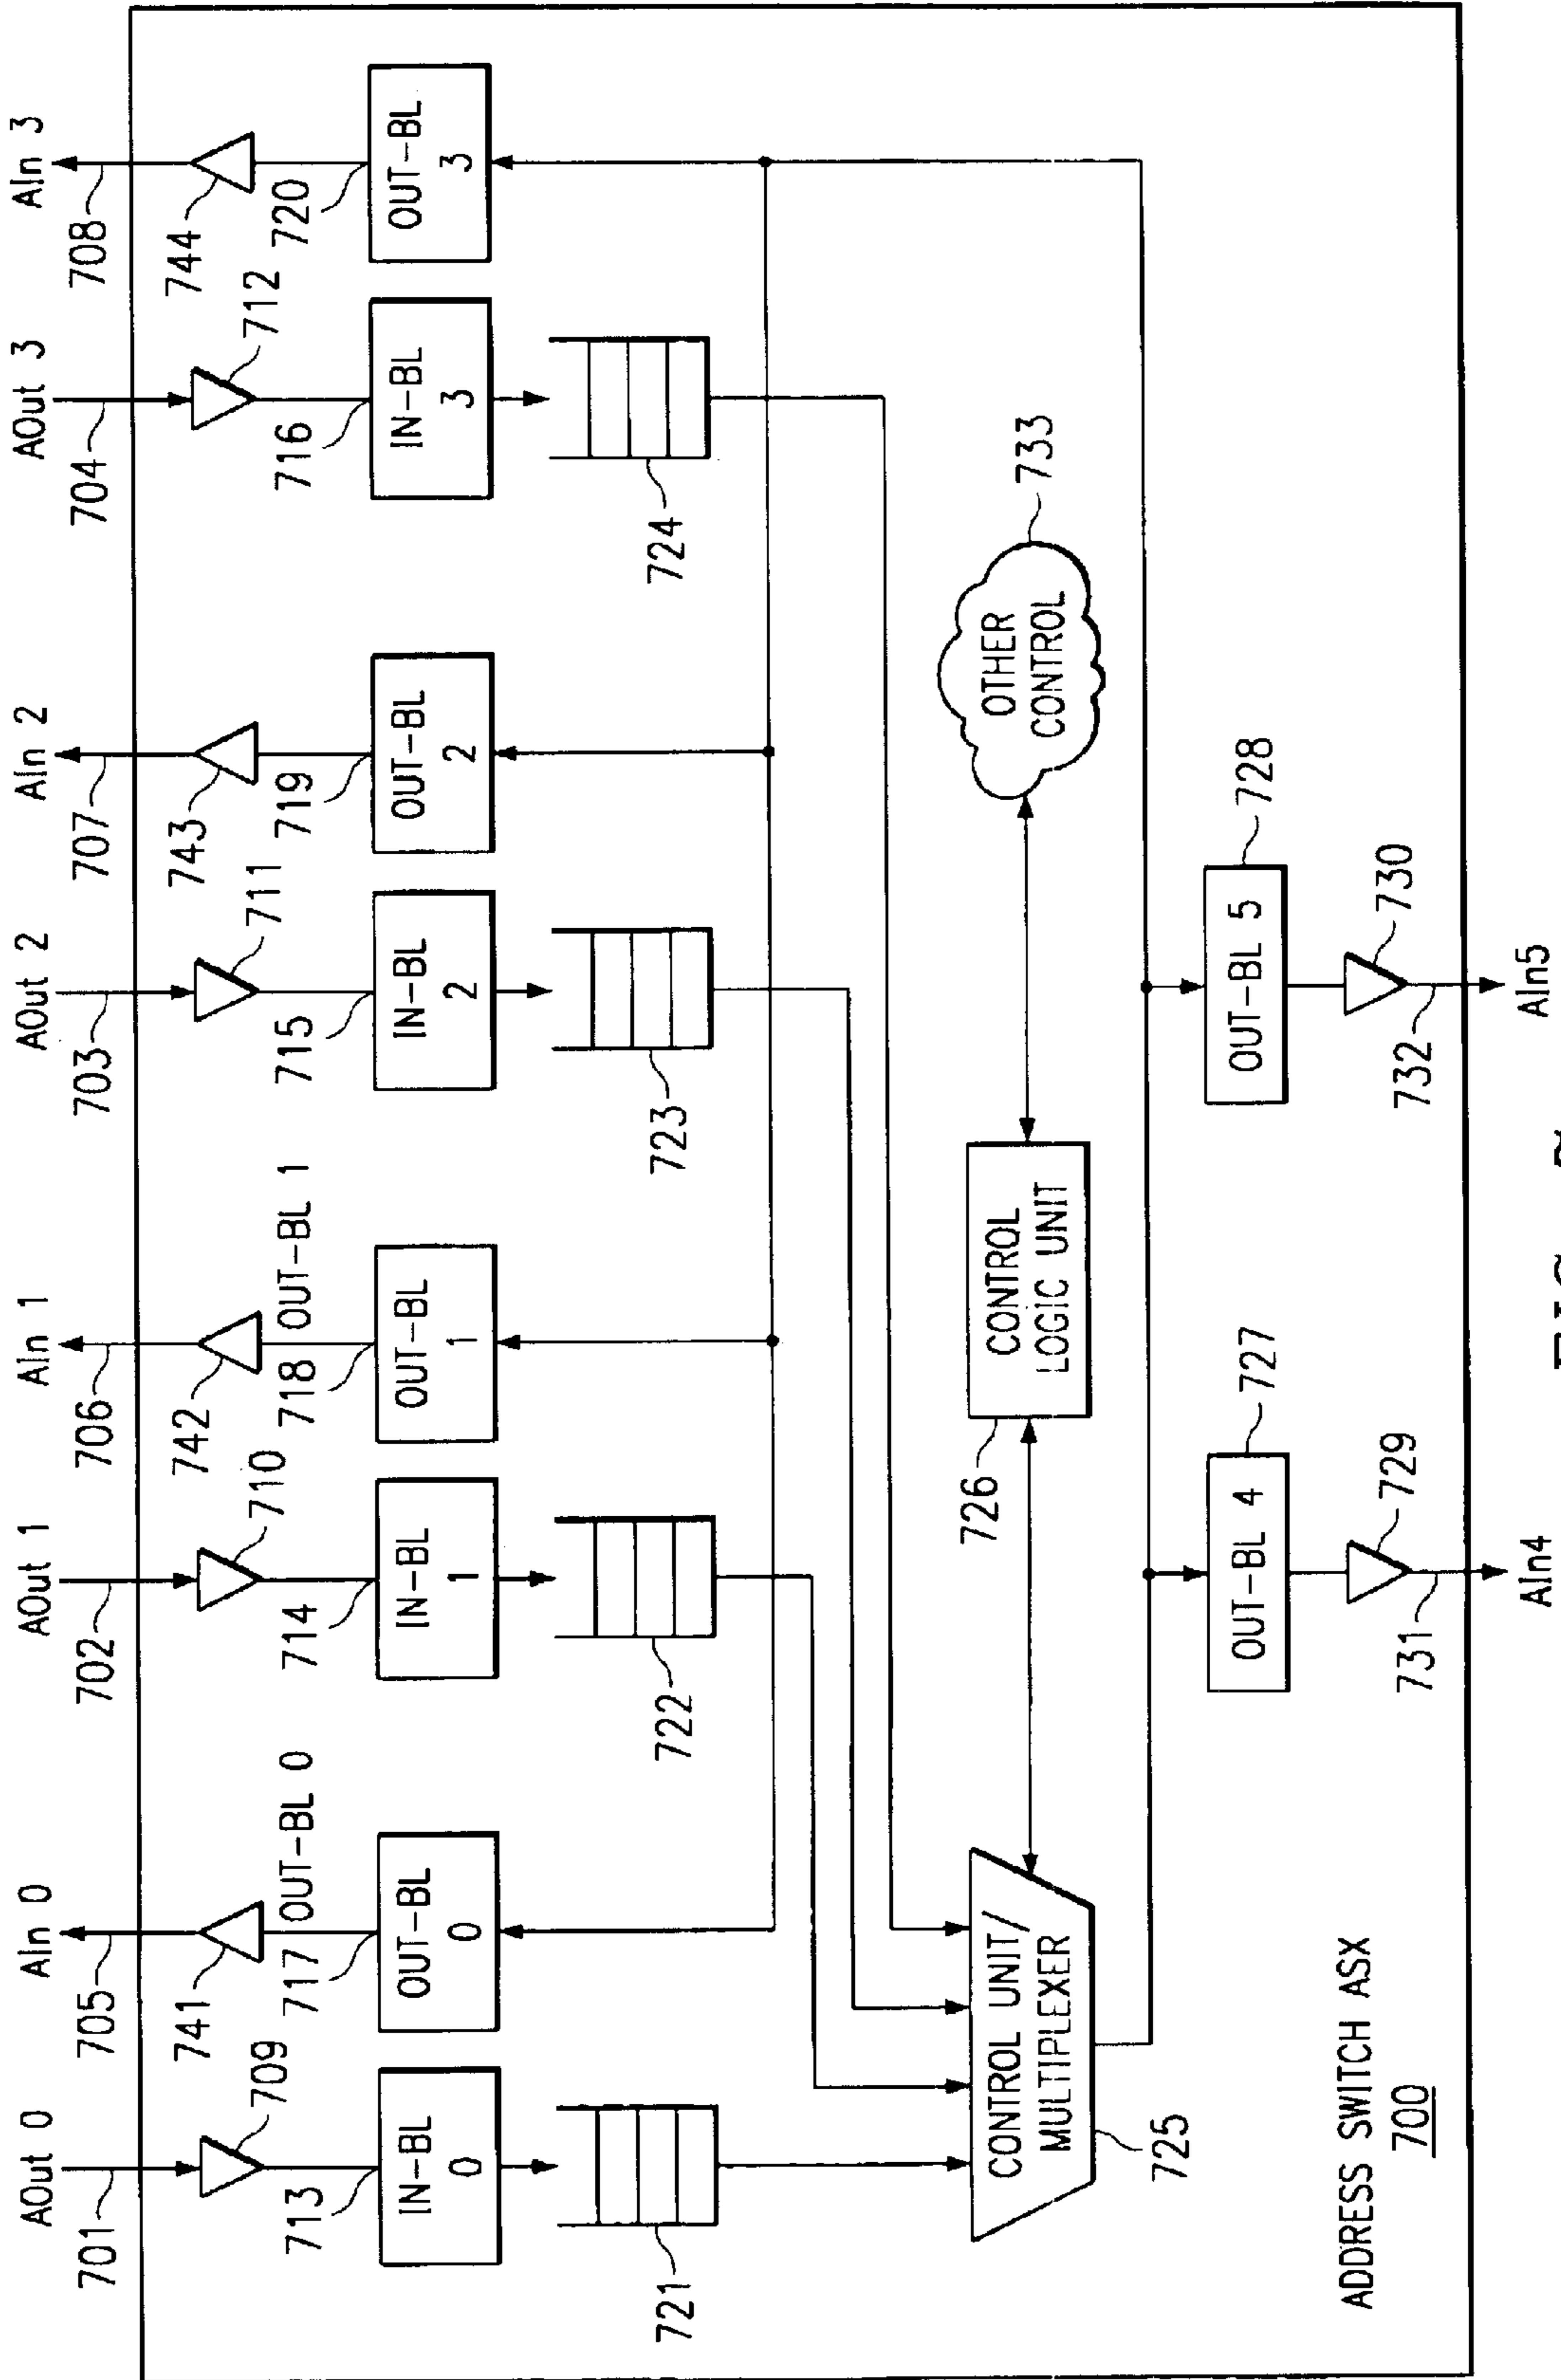 AOut 0
AIn 0
AOut 1
AIn 1
AOut 2
AIn 2
AOut 3
AIn 3
701
705
702
706
703
707
704
708
709
741
710
742
711
743
712
744
713
717
OUT-BL 0
714
718
OUT-BL 1
715
719
716
720
IN-BL
0
OUT-BL
0
IN-BL
1
OUT-BL
1
IN-BL
2
OUT-BL
2
IN-BL
3
OUT-BL
3
721
722
723
724
CONTROL UNIT/
MULTIPLEXER
725
726
CONTROL
LOGIC UNIT
OTHER
CONTROL
733
OUT-BL 4
727
OUT-BL 5
728
729
730
731
732
ADDRESS SWITCH ASX
700
AIn4
AIn5